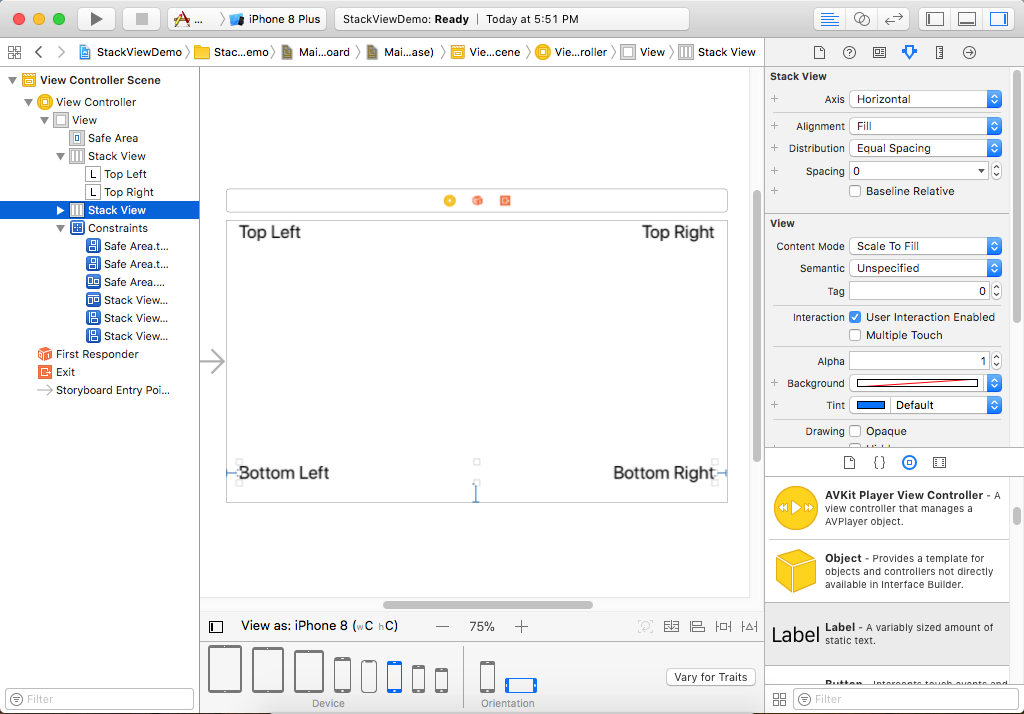 ... iPhone 8 Plus
StackViewDemo: Ready | Today at 5:51 PM
StackViewDemo Stac...emo Mai...oard Mai...ase) Vie...cene Vie...roller View Stack View
View Controller Scene
View Controller
View
Safe Area
Stack View
L Top Left
L Top Right
Stack View
Constraints
Safe Area.t...
Safe Area.t...
Safe Area....
Stack View...
Stack View...
Stack View...
First Responder
Exit
Storyboard Entry Poi...
Filter
Top Left
Top Right
Bottom Left
Bottom Right
View as: iPhone 8 (wC hC)
75%
Device
Orientation
Vary for Traits
Stack View
Axis Horizontal
Alignment Fill
Distribution Equal Spacing
Spacing 0
Baseline Relative
View
Content Mode Scale To Fill
Semantic Unspecified
Tag 0
Interaction User Interaction Enabled
Multiple Touch
Alpha 1
Background
Tint Default
Drawing Opaque
{}
AVKit Player View Controller - A
view controller that manages a
AVPlayer object.
Object - Provides a template for
objects and controllers not directly
available in Interface Builder.
Label
Label - A variably sized amount of
static text.
Button - Intercepts touch events and
Filter